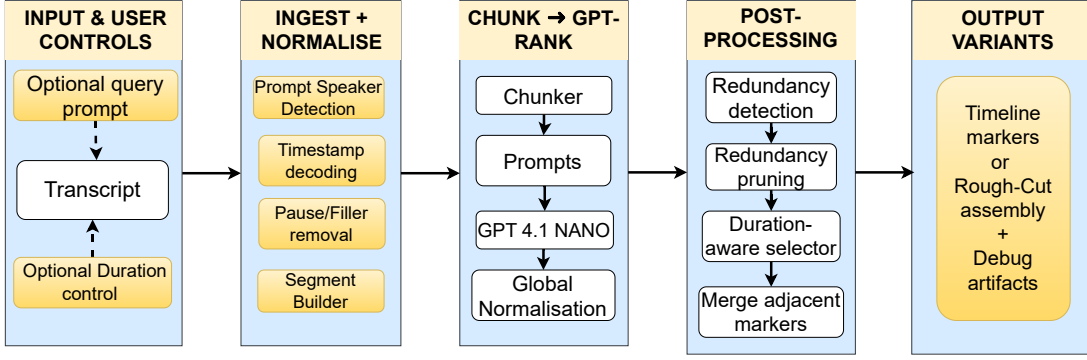 INPUT & USER
CONTROLS
Optional query
prompt
Transcript
Optional Duration
control
INGEST +
NORMALISE
Prompt Speaker
Detection
Timestamp
decoding
Pause/Filler
removal
Segment
Builder
CHUNK → GPT-
RANK
Chunker
Prompts
GPT 4.1 NANO
Global
Normalisation
POST-
PROCESSING
Redundancy
detection
Redundancy
pruning
Duration-
aware selector
Merge adjacent
markers
OUTPUT
VARIANTS
Timeline
markers
or
Rough-Cut
assembly
+
Debug
artifacts